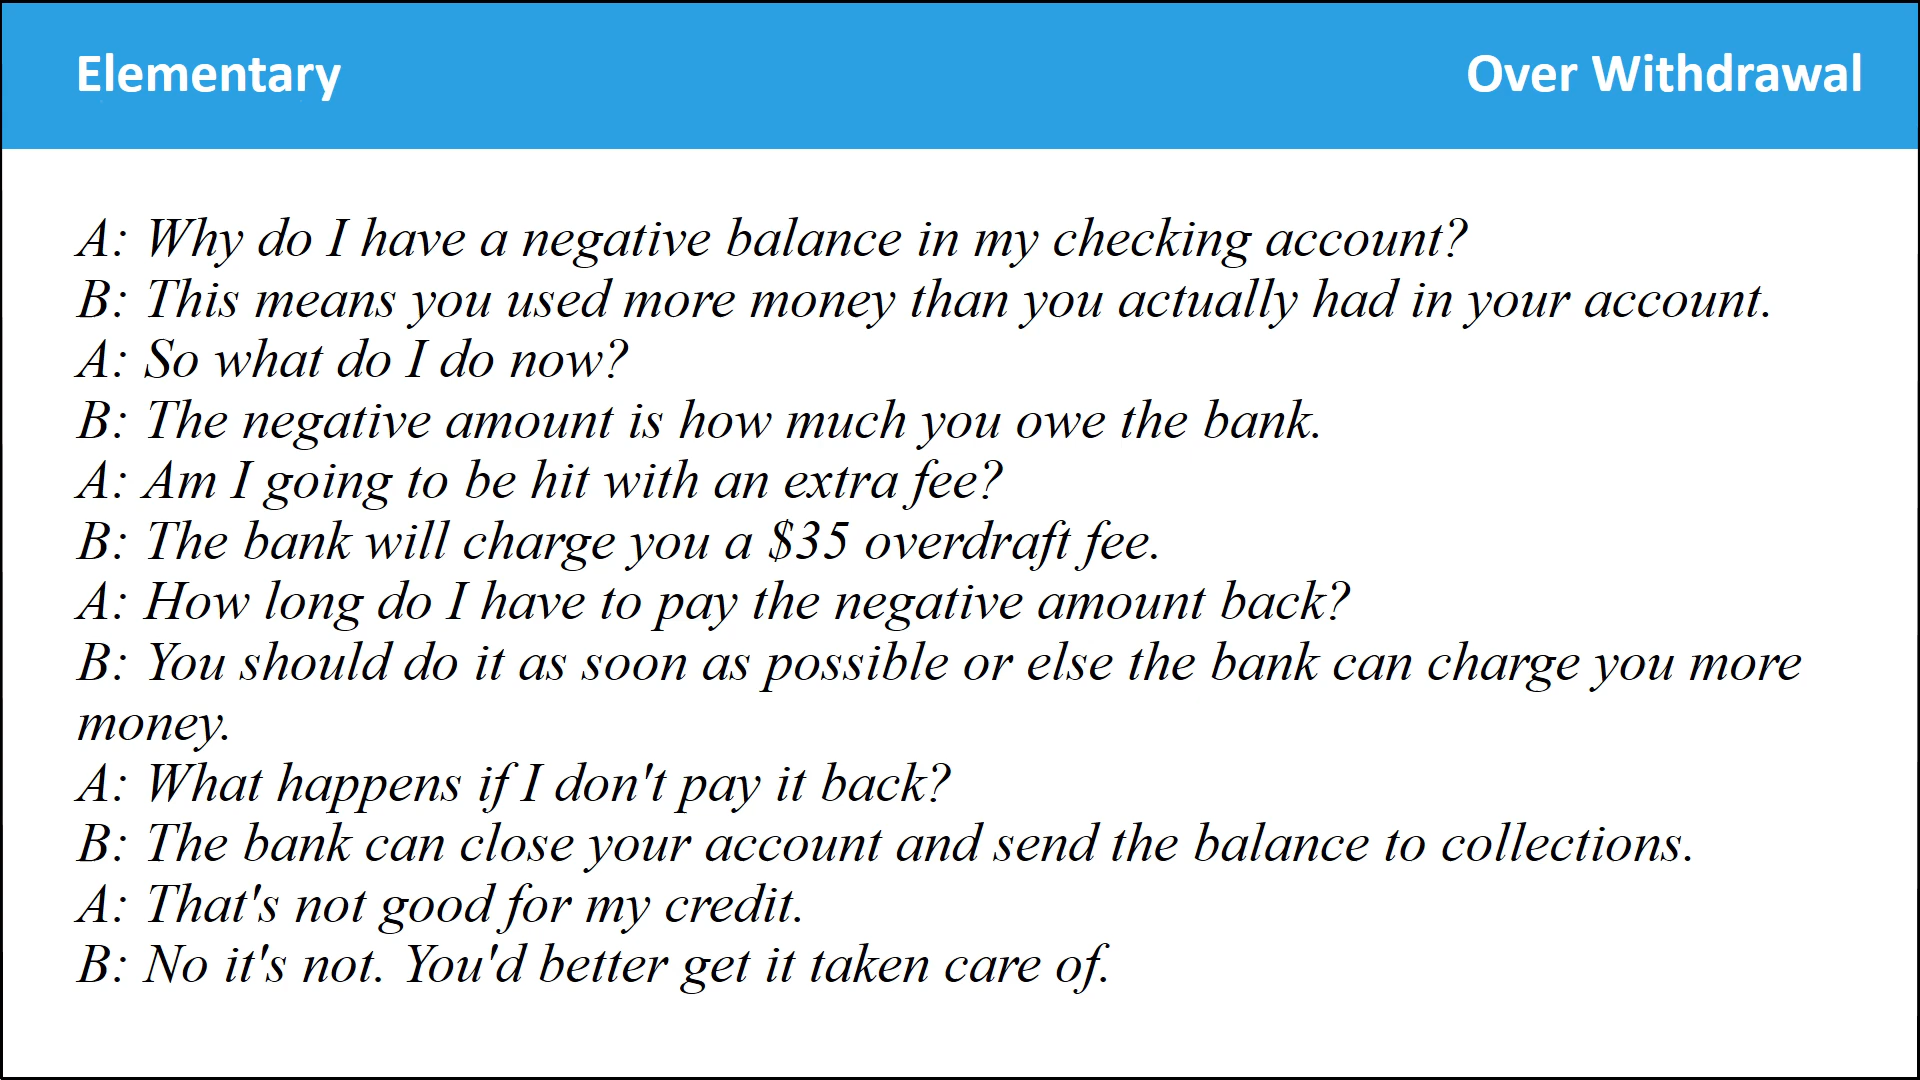 Elementary
Over Withdrawal
A: Why do I have a negative balance in my checking account?
B: This means you used more money than you actually had in your account.
A: So what do I do now?
B: The negative amount is how much you owe the bank.
A: Am I going to be hit with an extra fee?
B: The bank will charge you a $35 overdraft fee.
A: How long do I have to pay the negative amount back?
B: You should do it as soon as possible or else the bank can charge you more
money.
A: What happens if I don't pay it back?
B: The bank can close your account and send the balance to collections.
A: That's not good for my credit.
B: No it's not. You'd better get it taken care of.